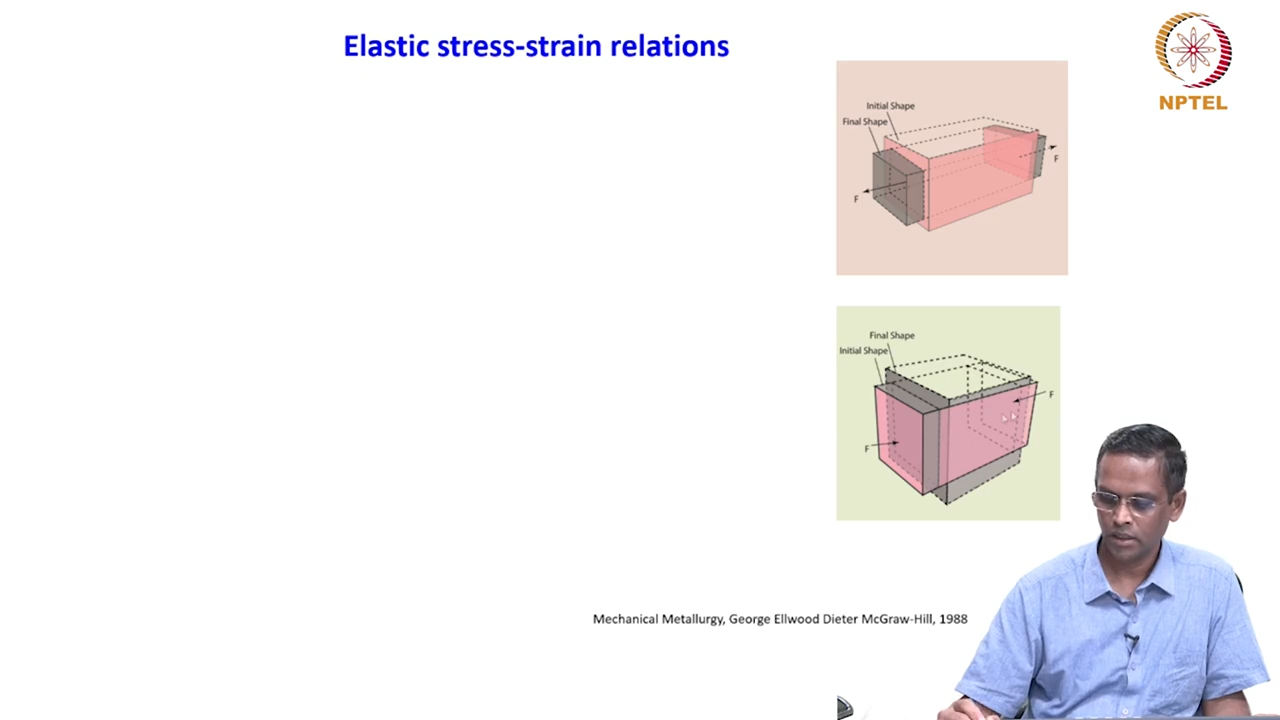 Elastic stress-strain relations
NPTEL
Initial Shape
Final Shape
F
F
Final Shape
Initial Shape
F
F
Mechanical Metallurgy, George Ellwood Dieter McGraw-Hill, 1988